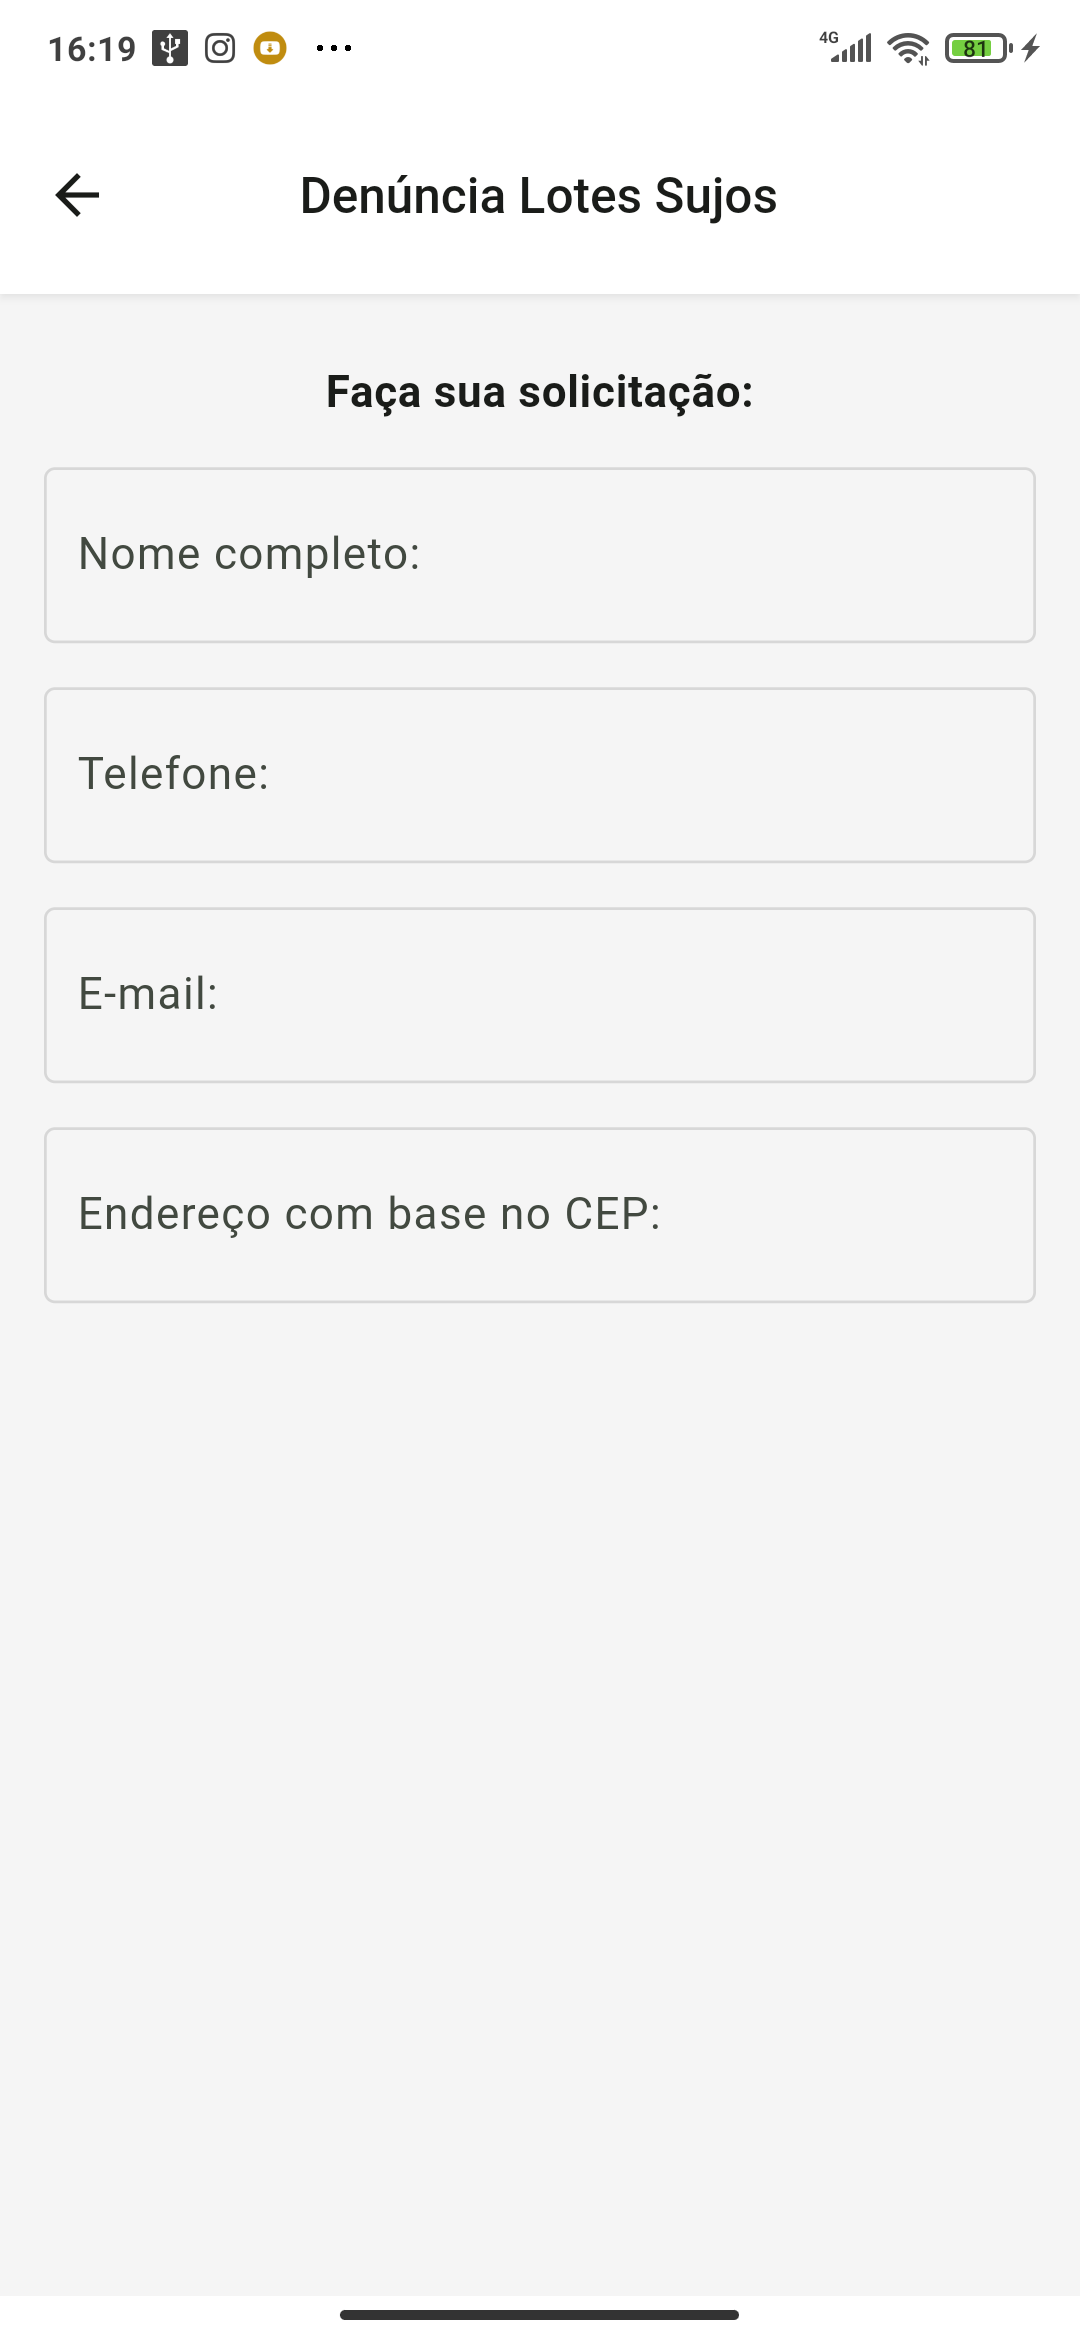 16:19
4G
81
Denúncia Lotes Sujos
Faça sua solicitação:
Nome completo:
Telefone:
E-mail:
Endereço com base no CEP: